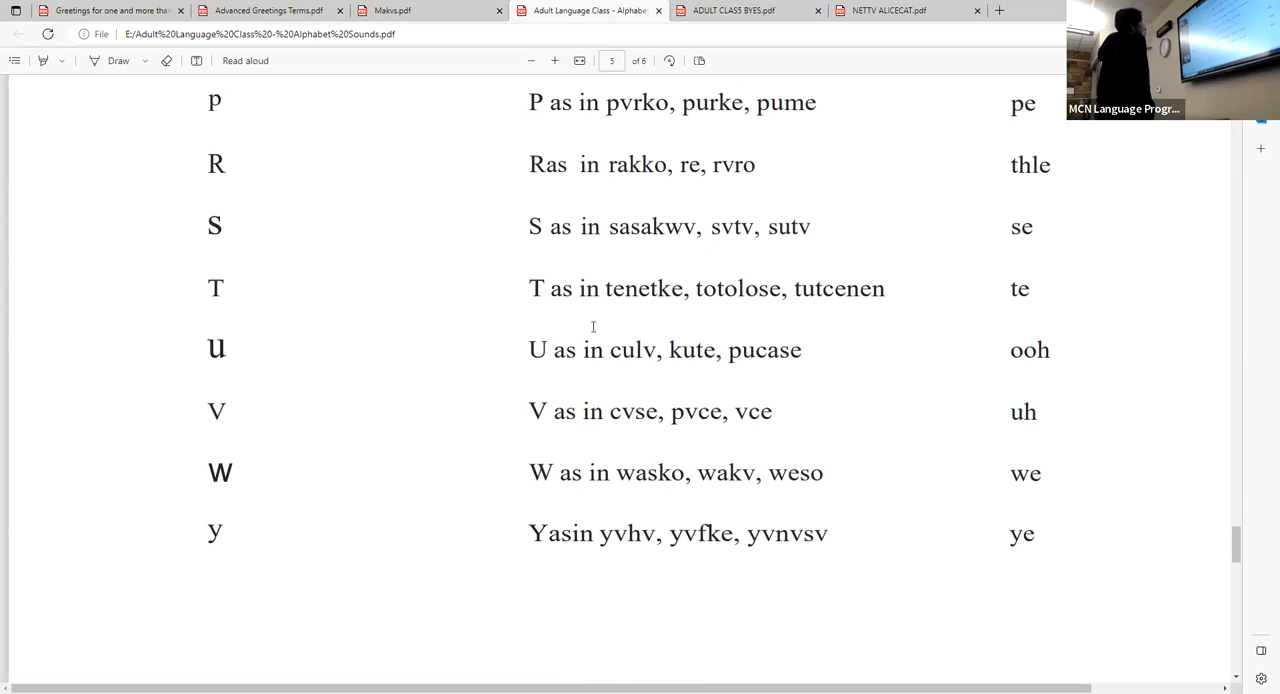 Greetings for one and more than
Advanced Greetings Terms.pdf
Makvs.pdf
Adult Language Class - Alphabet
ADULT CLAS5 BYES.pdf
NETTV ALICECAT.pdf
File E:/Adult%20Language%20Class%20-%20Alphabet%20Sounds.pdf
Draw Read aloud 5 of 6
MCN Language Progr...
p P as in pvrko, purke, pume pe
R Ras in rakko, re, rvro thle
S S as in sasakwv, svtv, sutv se
T T as in tenetke, totolose, tutcenen te
u U as in culv, kute, pucase ooh
V V as in cvse, pvce, vce uh
W W as in wasko, wakv, weso we
y Yasin yvhv, yvfke, yvnvsv ye